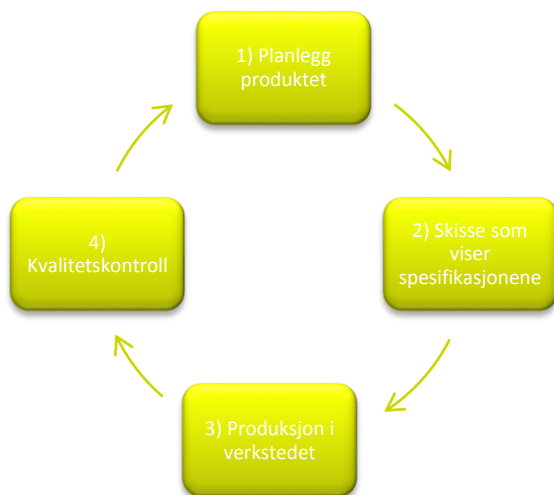 1) Planlegg
produktet
2) Skisse som
viser
spesifikasjonene
3) Produksjon i
verkstedet
4)
Kvalitetskontroll